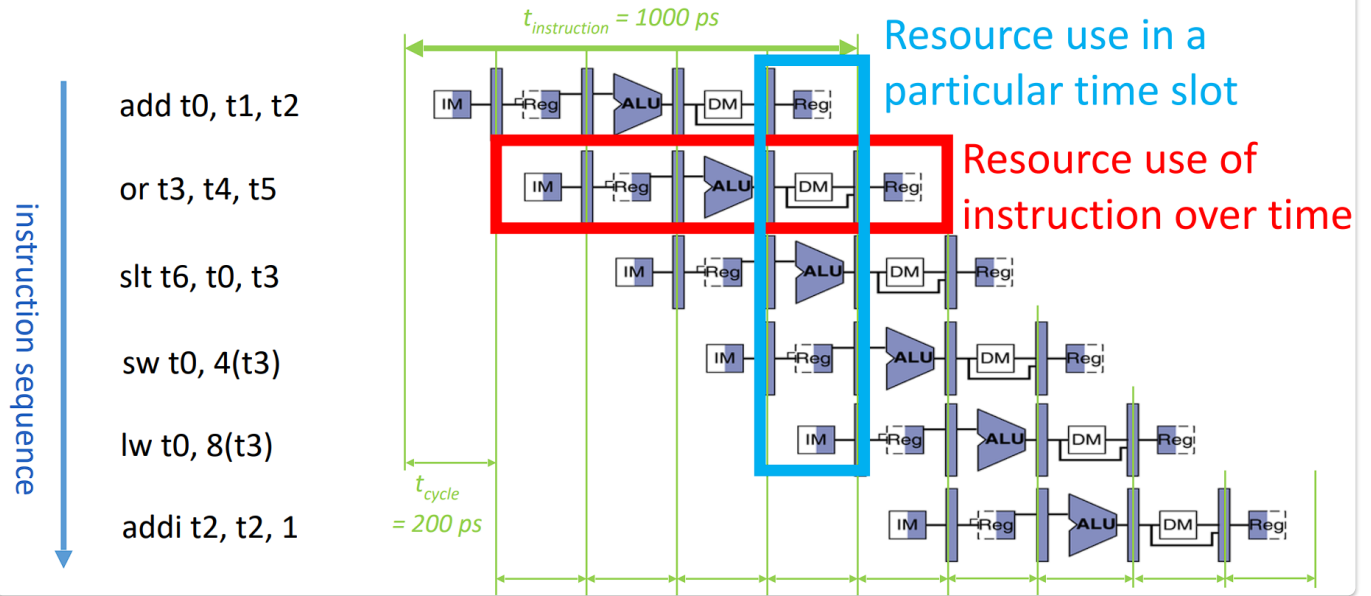 t instruction = 1000 ps
Resource use in a
particular time slot
add t0, t1, t2
IM Reg ALU DM Reg
Resource use of
instruction over time
or t3, t4, t5
IM Reg ALU DM Reg
slt t6, t0, t3
IM Reg ALU DM Reg
instruction sequence
sw t0, 4(t3)
IM Reg ALU DM Reg
lw t0, 8(t3)
IM Reg ALU DM Reg
t cycle
= 200 ps
addi t2, t2, 1
IM Reg ALU DM Reg